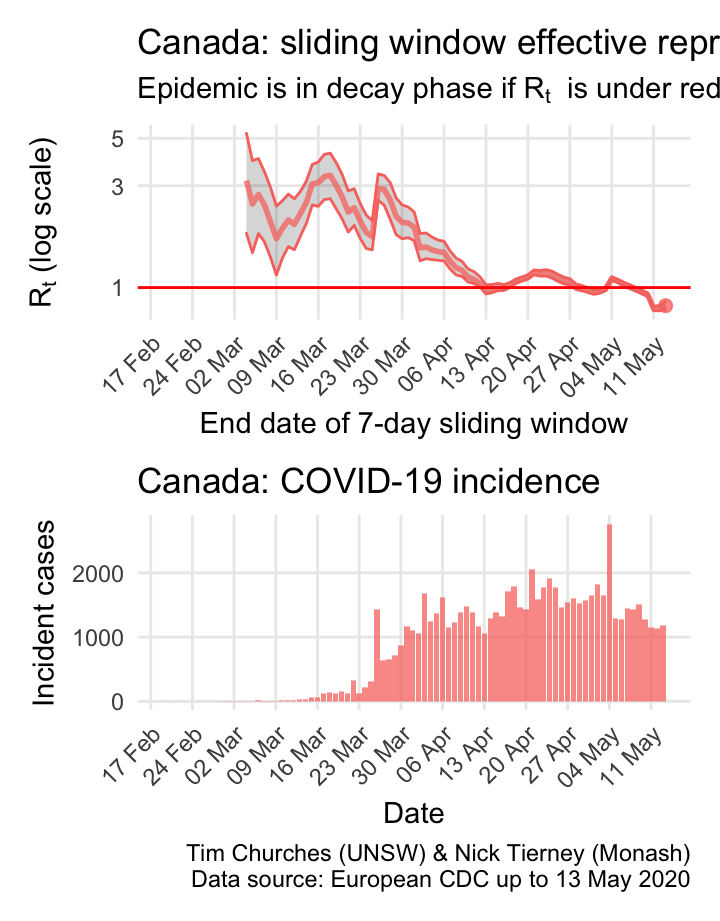 Canada: sliding window effective repr
Epidemic is in decay phase if Rt is under red
Rt (log scale)
5
3
1
17 Feb
24 Feb
02 Mar
09 Mar
16 Mar
23 Mar
30 Mar
06 Apr
13 Apr
20 Apr
27 Apr
04 May
11 May
End date of 7-day sliding window
Canada: COVID-19 incidence
Incident cases
2000
1000
0
17 Feb
24 Feb
02 Mar
09 Mar
16 Mar
23 Mar
30 Mar
06 Apr
13 Apr
20 Apr
27 Apr
04 May
11 May
Date
Tim Churches (UNSW) & Nick Tierney (Monash)
Data source: European CDC up to 13 May 2020